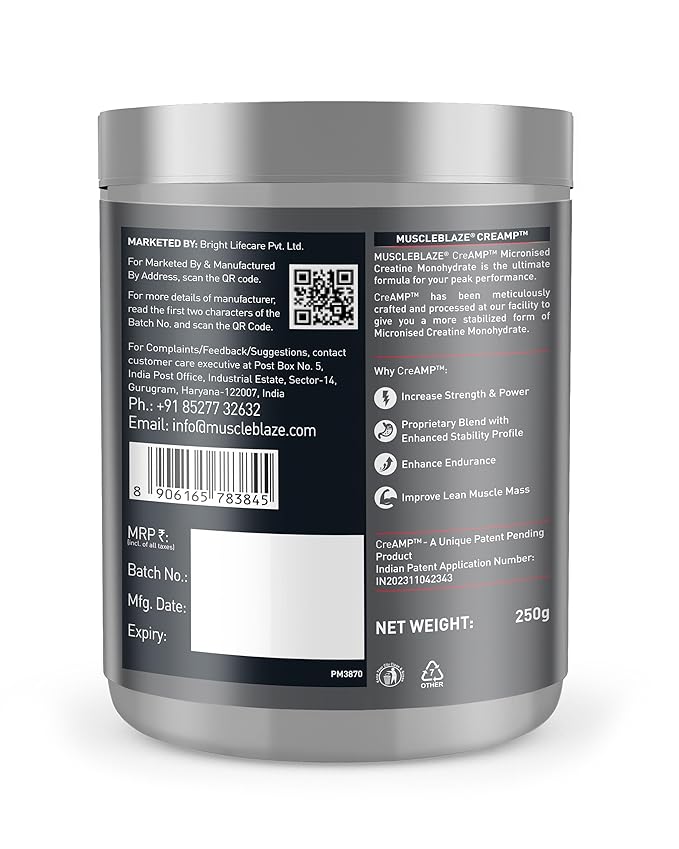 MARKETED BY: Bright Lifecare Pvt. Ltd.
For Marketed By & Manufactured
By Address, scan the QR code.
For more details of manufacturer,
read the first two characters of the
Batch No. and scan the QR Code.
For Complaints/Feedback/Suggestions, contact
customer care executive at Post Box No. 5,
India Post Office, Industrial Estate, Sector-14,
Gurugram, Haryana-122007, India
Ph.: +91 85277 32632
Email: info@muscleblaze.com
8 906165 783845
MRP ₹:
(incl. of all taxes)
Batch No.:
Mfg. Date:
Expiry:
PM3870
MUSCLEBLAZE® CREAMP™
MUSCLEBLAZE® CreAMP™ Micronised
Creatine Monohydrate is the ultimate
formula for your peak performance.
CreAMP™ has been meticulously
crafted and processed at our facility to
give you a more stabilized form of
Micronised Creatine Monohydrate.
Why CreAMP™:
Increase Strength & Power
Proprietary Blend with
Enhanced Stability Profile
Enhance Endurance
Improve Lean Muscle Mass
CreAMP™- A Unique Patent Pending
Product
Indian Patent Application Number:
IN202311042343
NET WEIGHT: 250g
7
OTHER